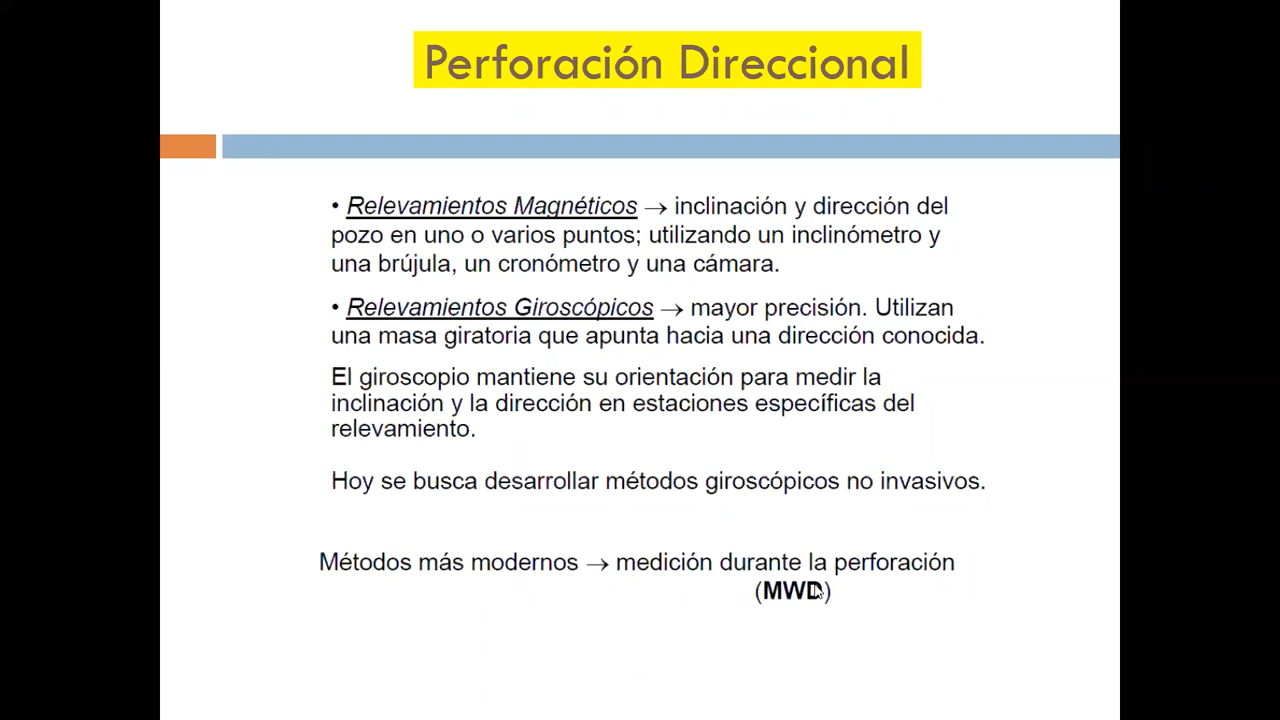 Perforación Direccional
• Relevamientos Magnéticos → inclinación y dirección del
pozo en uno o varios puntos; utilizando un inclinómetro y
una brújula, un cronómetro y una cámara.
• Relevamientos Giroscópicos → mayor precisión. Utilizan
una masa giratoria que apunta hacia una dirección conocida.
El giroscopio mantiene su orientación para medir la
inclinación y la dirección en estaciones específicas del
relevamiento.
Hoy se busca desarrollar métodos giroscópicos no invasivos.
Métodos más modernos → medición durante la perforación
(MWD)